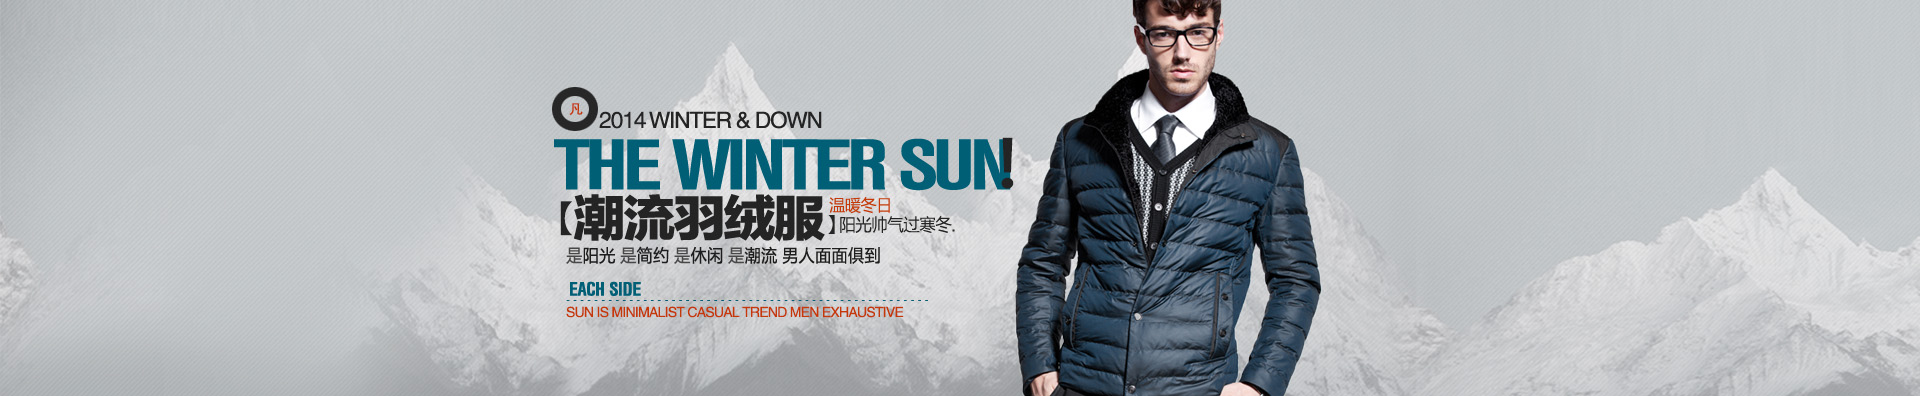 凡
2014 WINTER & DOWN
THE WINTER SUN!
【潮流羽绒服】
温暖冬日
阳光帅气过寒冬.
是阳光 是简约 是休闲 是潮流 男人面面俱到
EACH SIDE
SUN IS MINIMALIST CASUAL TREND MEN EXHAUSTIVE